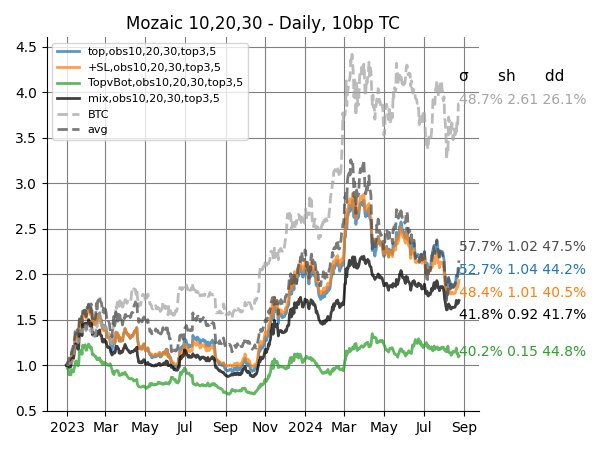 Mozaic 10,20,30 - Daily, 10bp TC
4.5
4.0
3.5
3.0
2.5
2.0
1.5
1.0
0.5
top,obs10,20,30,top3,5
+SL,obs10,20,30,top3,5
TopvBot,obs10,20,30,top3,5
mix,obs10,20,30,top3,5
BTC
avg
σ sh dd
48.7% 2.61 26.1%
57.7% 1.02 47.5%
52.7% 1.04 44.2%
48.4% 1.01 40.5%
41.8% 0.92 41.7%
40.2% 0.15 44.8%
2023 Mar May Jul Sep Nov 2024 Mar May Jul Sep